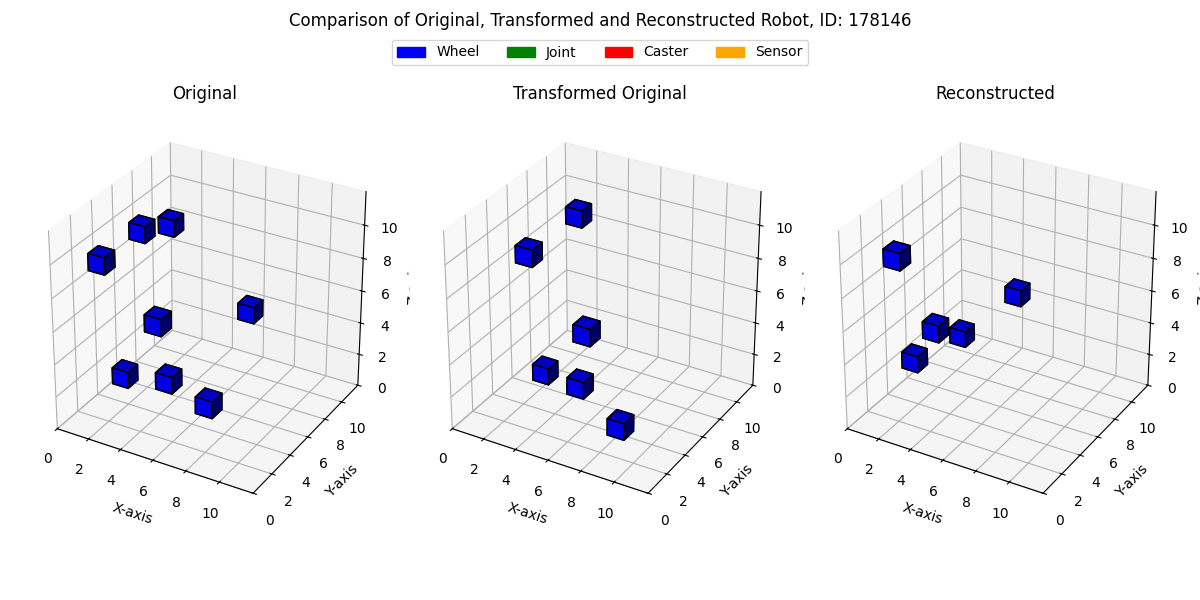 Comparison of Original, Transformed and Reconstructed Robot, ID: 178146
Wheel Joint Caster Sensor
Original
Transformed Original
Reconstructed
0 2 4 6 8 10
X-axis
0 2 4 6 8 10
Y-axis
0 2 4 6 8 10
0 2 4 6 8 10
X-axis
0 2 4 6 8 10
Y-axis
0 2 4 6 8 10
0 2 4 6 8 10
X-axis
0 2 4 6 8 10
Y-axis
0 2 4 6 8 10